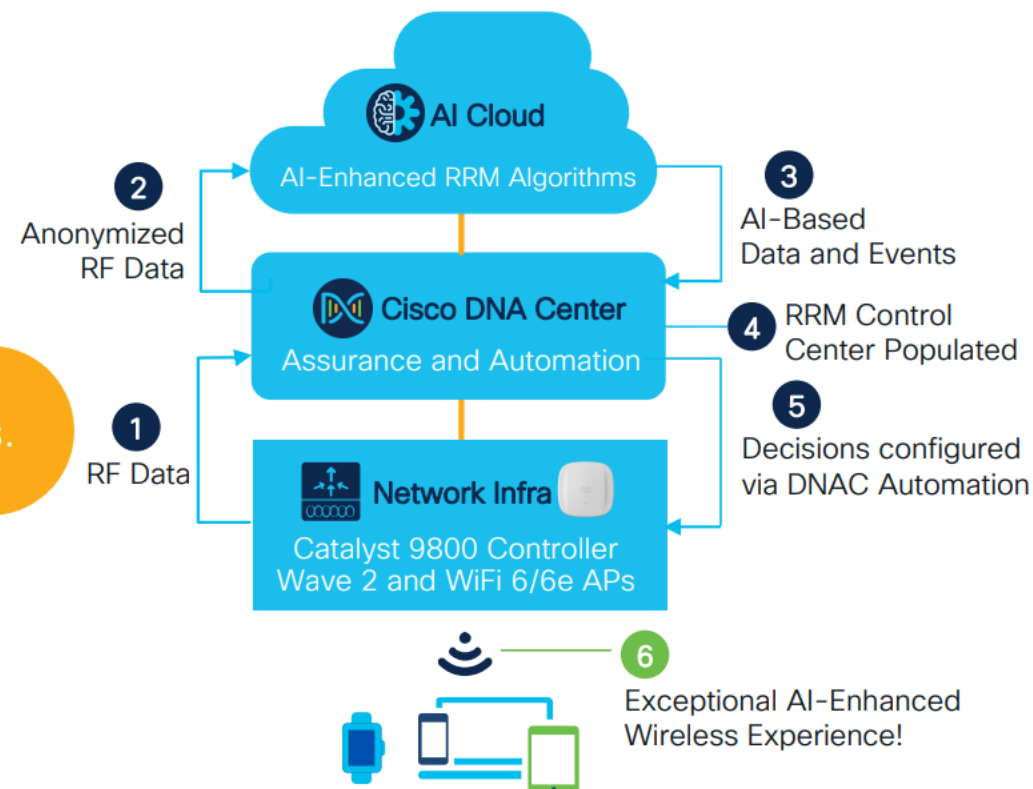 AI Cloud
AI-Enhanced RRM Algorithms
2
Anonymized
RF Data
3
AI-Based
Data and Events
Cisco DNA Center
Assurance and Automation
4
RRM Control
Center Populated
s.
1
RF Data
5
Decisions configured
via DNAC Automation
Network Infra
Catalyst 9800 Controller
Wave 2 and WiFi 6/6e APs
6
Exceptional AI-Enhanced
Wireless Experience!